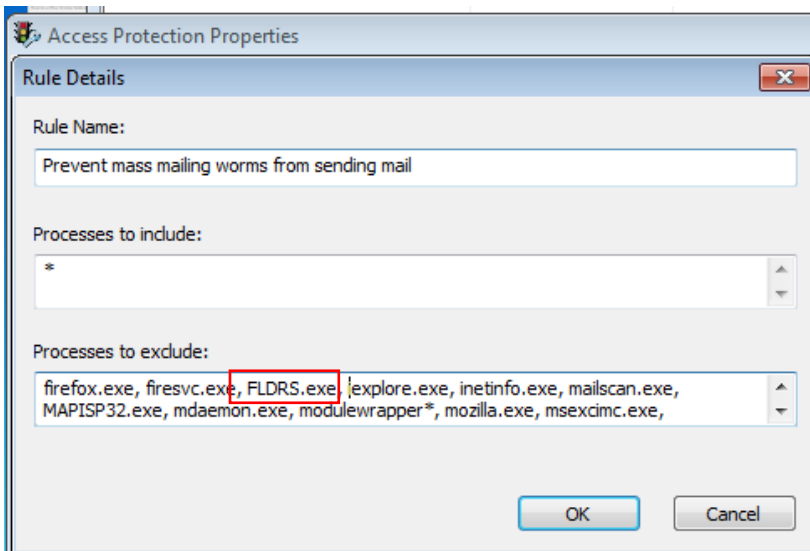 Access Protection Properties
Rule Details
Rule Name:
Prevent mass mailing worms from sending mail
Processes to include:
*
Processes to exclude:
firefox.exe, firesvc.exe, FLDRS.exe, iexplore.exe, inetinfo.exe, mailscan.exe,
MAPISP32.exe, mdaemon.exe, modulewrapper*, mozilla.exe, msexcimc.exe,
OK
Cancel